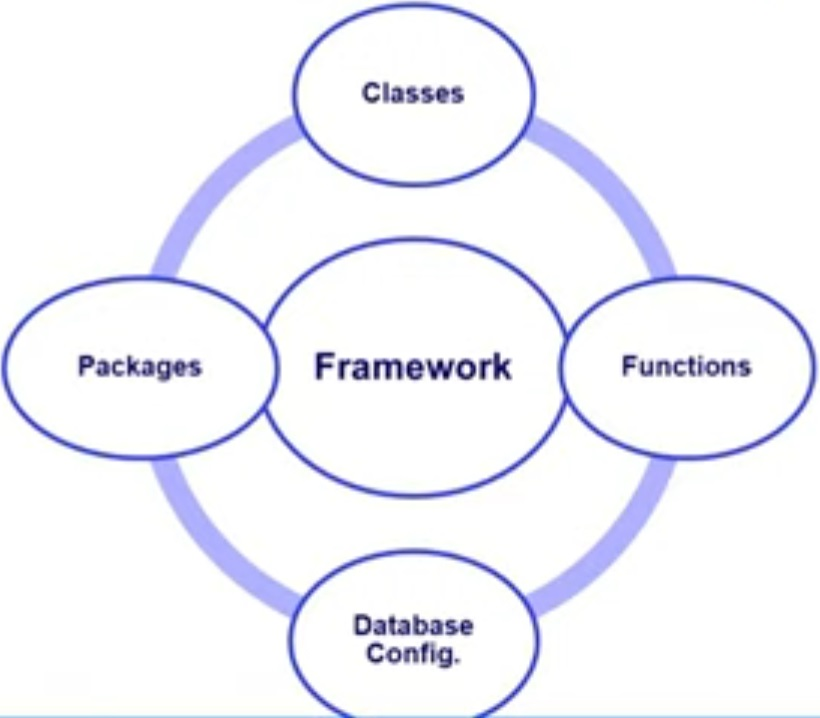 Classes
Packages
Framework
Functions
Database
Config.